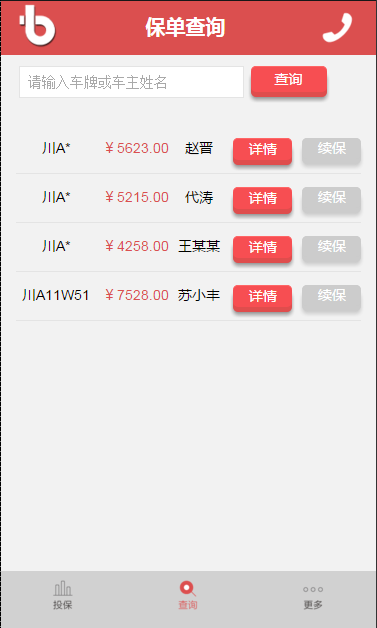 保单查询
请输入车牌或车主姓名 查询
川A* ￥5623.00 赵晋 详情 续保
川A* ￥5215.00 代涛 详情 续保
川A* ￥4258.00 王某某 详情 续保
川A11W51 ￥7528.00 苏小丰 详情 续保
投保 查询 更多